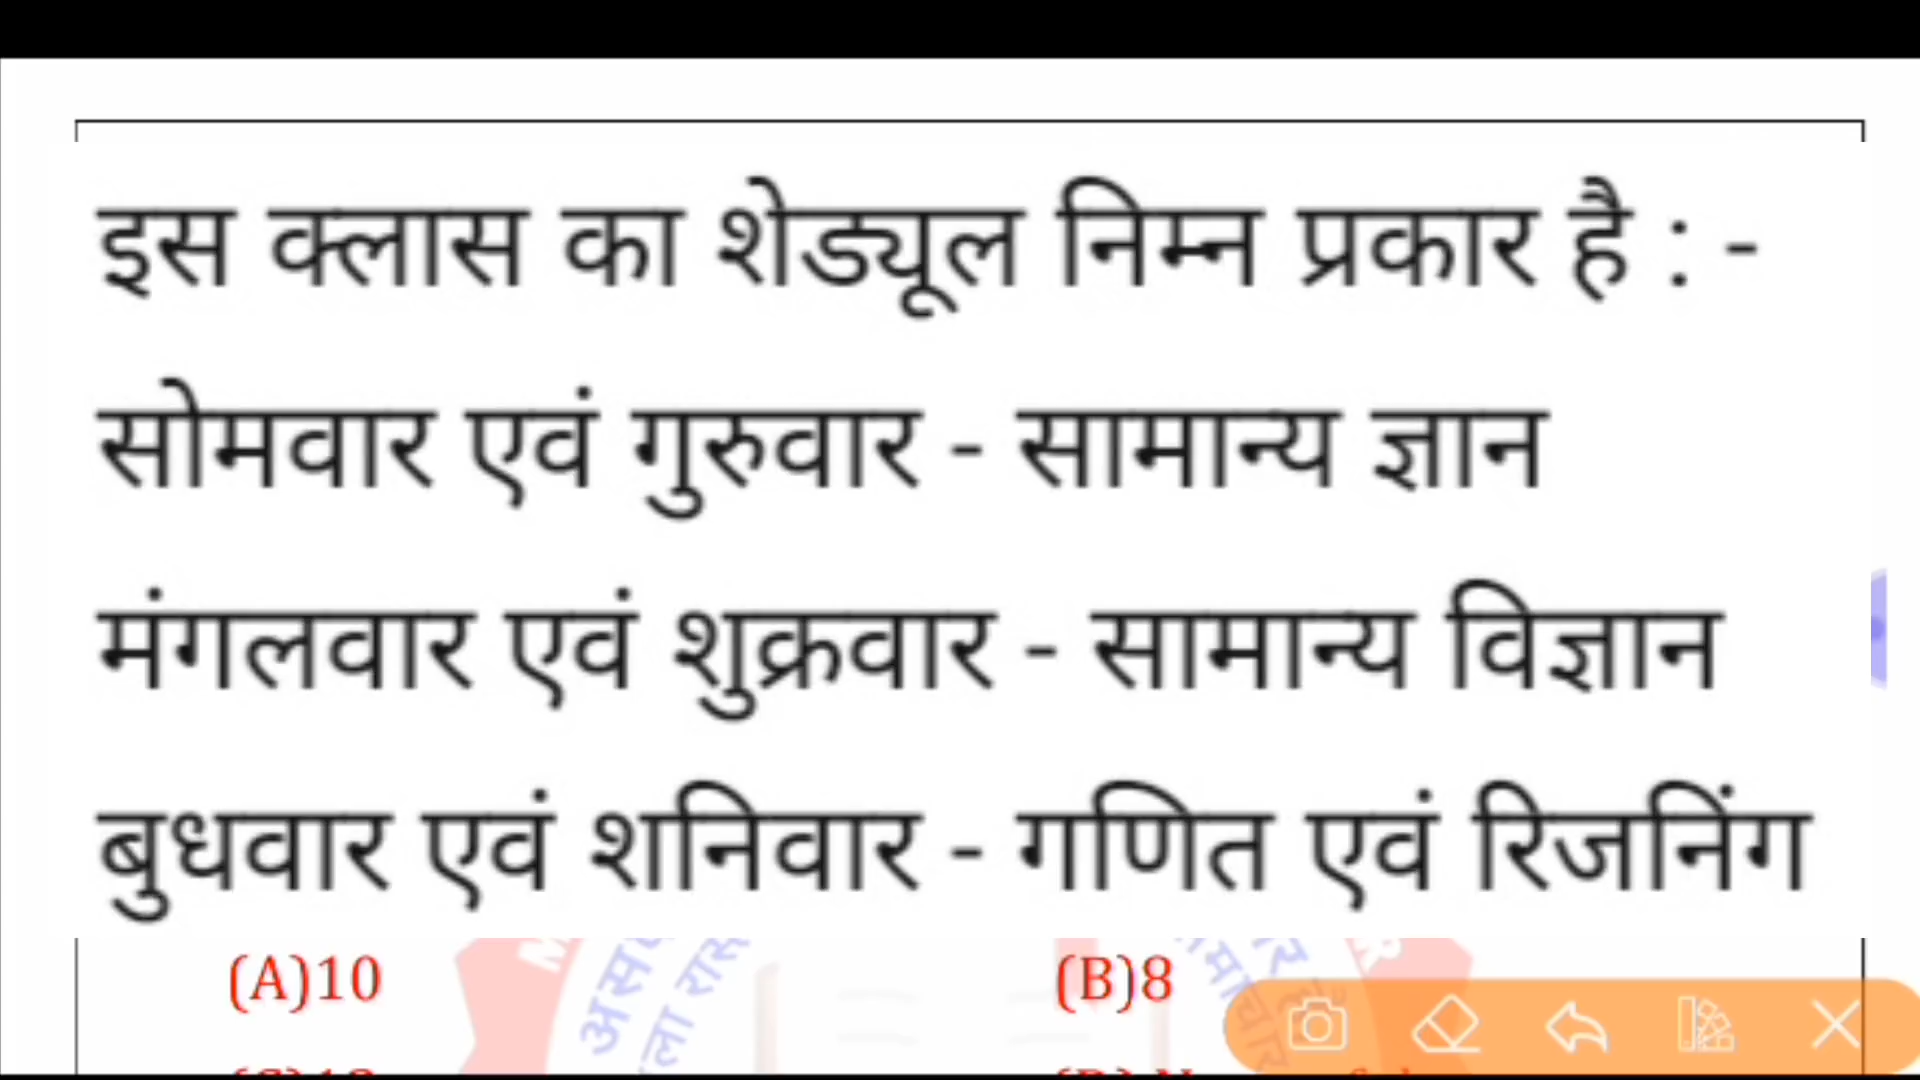 इस क्लास का शेड्यूल निम्न प्रकार है : -
सोमवार एवं गुरुवार - सामान्य ज्ञान
मंगलवार एवं शुक्रवार - सामान्य विज्ञान
बुधवार एवं शनिवार - गणित एवं रिजनिंग
(A)10 (B)8